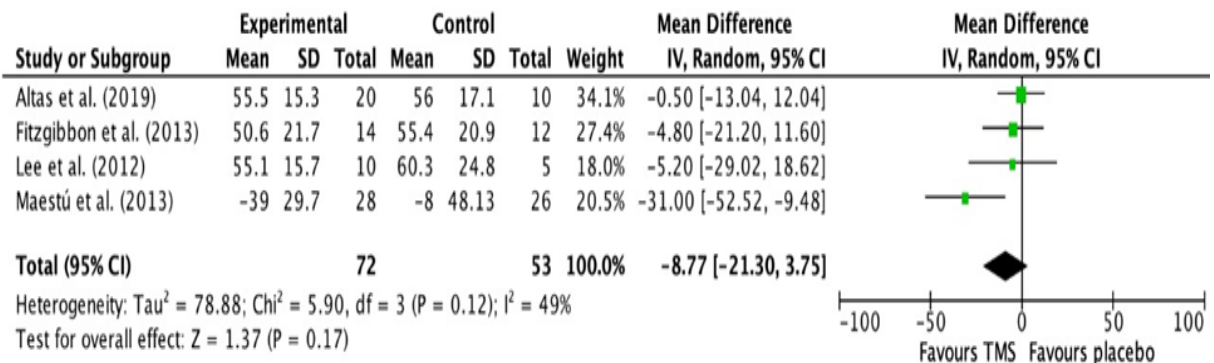 Experimental Control Mean Difference Mean Difference
Study or Subgroup Mean SD Total Mean SD Total Weight IV, Random, 95% CI IV, Random, 95% CI
Altas et al. (2019) 55.5 15.3 20 56 17.1 10 34.1% -0.50 [-13.04, 12.04]
Fitzgibbon et al. (2013) 50.6 21.7 14 55.4 20.9 12 27.4% -4.80 [-21.20, 11.60]
Lee et al. (2012) 55.1 15.7 10 60.3 24.8 5 18.0% -5.20 [-29.02, 18.62]
Maestú et al. (2013) -39 29.7 28 -8 48.13 26 20.5% -31.00 [-52.52, -9.48]
Total (95% CI) 72 53 100.0% -8.77 [-21.30, 3.75]
Heterogeneity: Tau² = 78.88; Chi² = 5.90, df = 3 (P = 0.12); I² = 49%
Test for overall effect: Z = 1.37 (P = 0.17)
-100 -50 0 50 100
Favours TMS Favours placebo